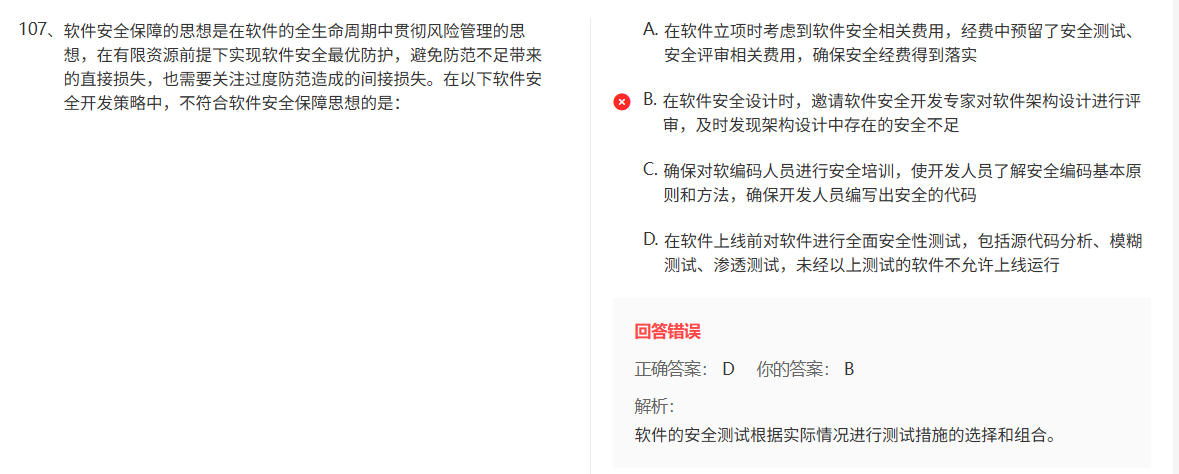 107、软件安全保障的思想是在软件的全生命周期中贯彻风险管理的思
想，在有限资源前提下实现软件安全最优防护，避免防范不足带来
的直接损失，也需要关注过度防范造成的间接损失。在以下软件安
全开发策略中，不符合软件安全保障思想的是：
A. 在软件立项时考虑到软件安全相关费用，经费中预留了安全测试、
安全评审相关费用，确保安全经费得到落实
B. 在软件安全设计时，邀请软件安全开发专家对软件架构设计进行评
审，及时发现架构设计中存在的安全不足
C. 确保对软编码人员进行安全培训，使开发人员了解安全编码基本原
则和方法，确保开发人员编写出安全的代码
D. 在软件上线前对软件进行全面安全性测试，包括源代码分析、模糊
测试、渗透测试，未经以上测试的软件不允许上线运行
回答错误
正确答案： D 你的答案： B
解析：
软件的安全测试根据实际情况进行测试措施的选择和组合。